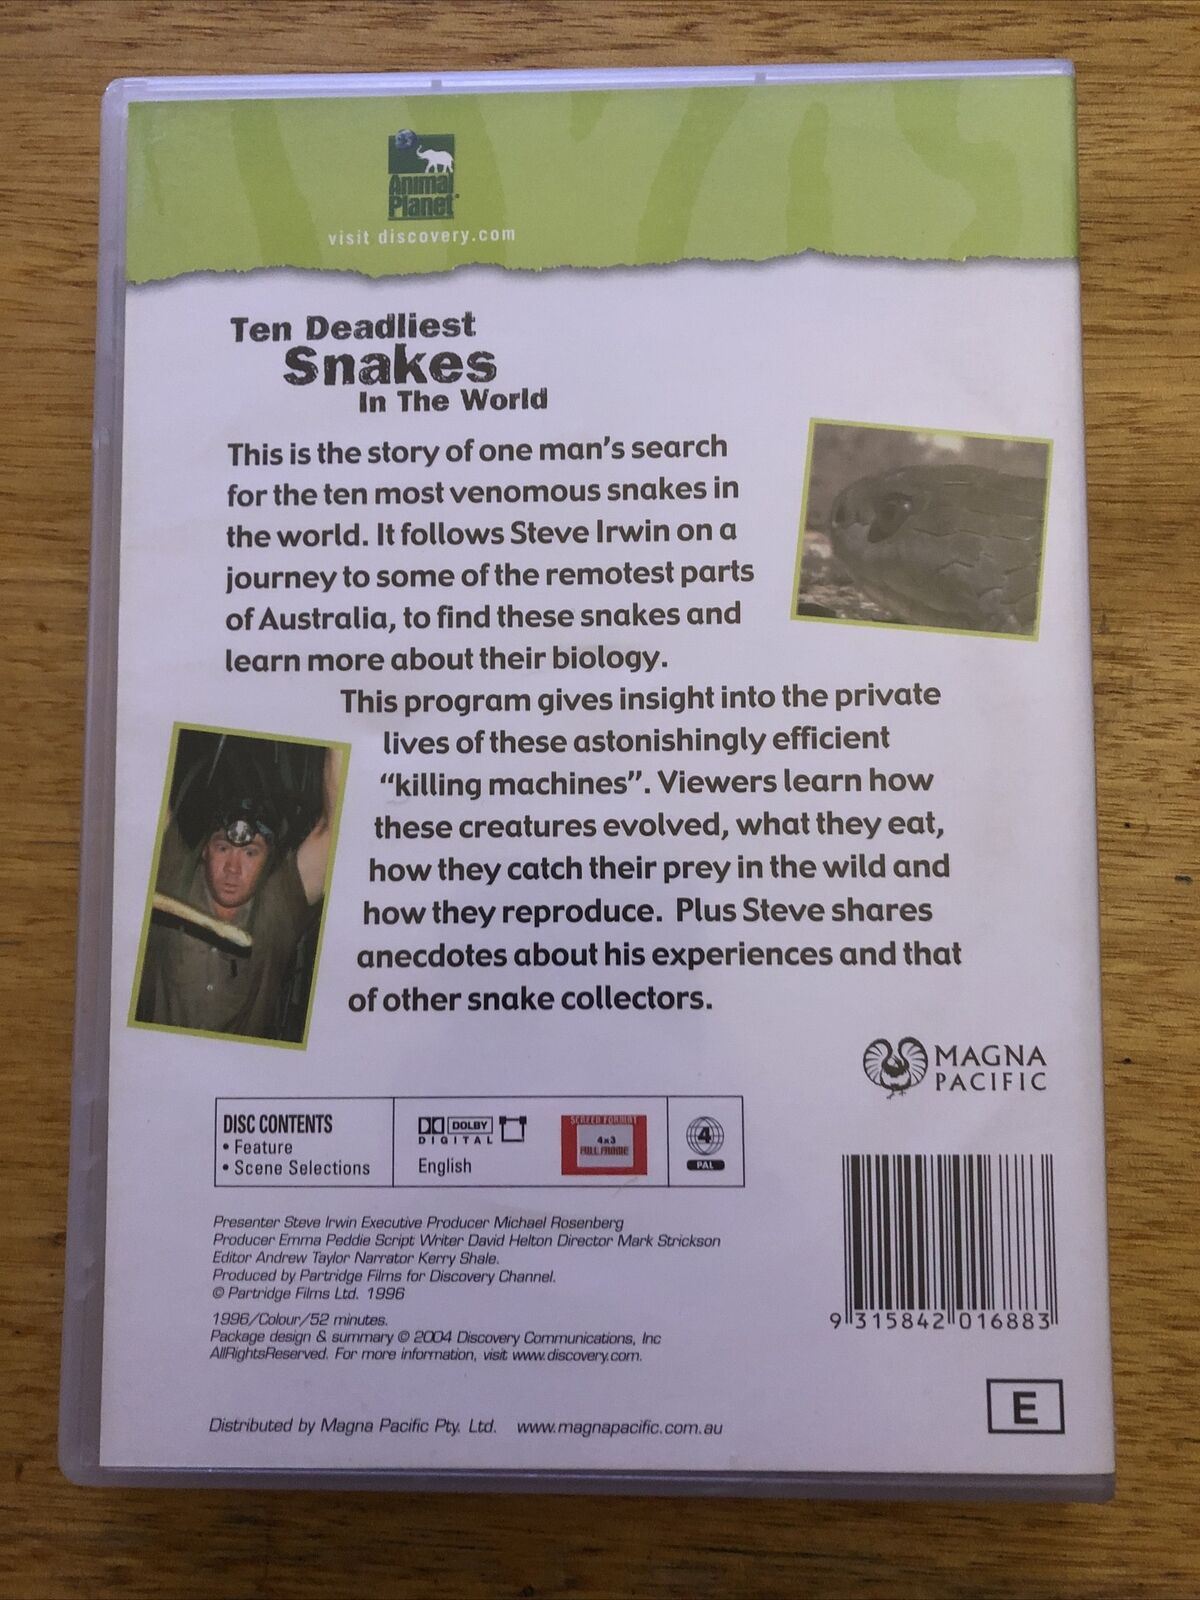 Animal
Planet
visit discovery.com
Ten Deadliest
Snakes
In The World
This is the story of one man's search
for the ten most venomous snakes in
the world. It follows Steve Irwin on a
journey to some of the remotest parts
of Australia, to find these snakes and
learn more about their biology.
This program gives insight into the private
lives of these astonishingly efficient
“killing machines”. Viewers learn how
these creatures evolved, what they eat,
how they catch their prey in the wild and
how they reproduce. Plus Steve shares
anecdotes about his experiences and that
of other snake collectors.
MAGNA
PACIFIC
DISC CONTENTS
• Feature
• Scene Selections
DOLBY
DIGITAL
English
SCREEN FORMAT
4x3
FULL FRAME
4
PAL
Presenter Steve Irwin Executive Producer Michael Rosenberg
Producer Emma Peddie Script Writer David Helton Director Mark Strickson
Editor Andrew Taylor Narrator Kerry Shale.
Produced by Partridge Films for Discovery Channel.
© Partridge Films Ltd. 1996
1996/Colour/52 minutes.
Package design & summary © 2004 Discovery Communications, Inc
AllRightsReserved. For more information, visit www.discovery.com.
Distributed by Magna Pacific Pty. Ltd. www.magnapacific.com.au
9 315842 016883
E